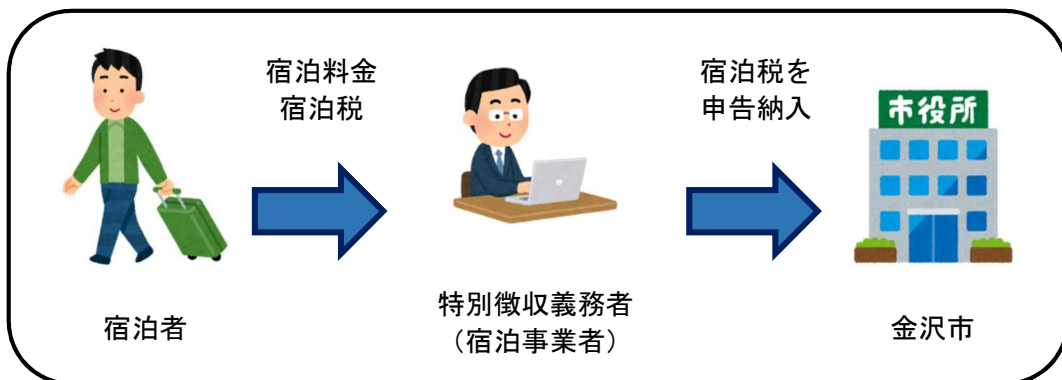 宿泊料金
宿泊税
宿泊税を
申告納入
市役所
宿泊者
特別徴収義務者
（宿泊事業者）
金沢市